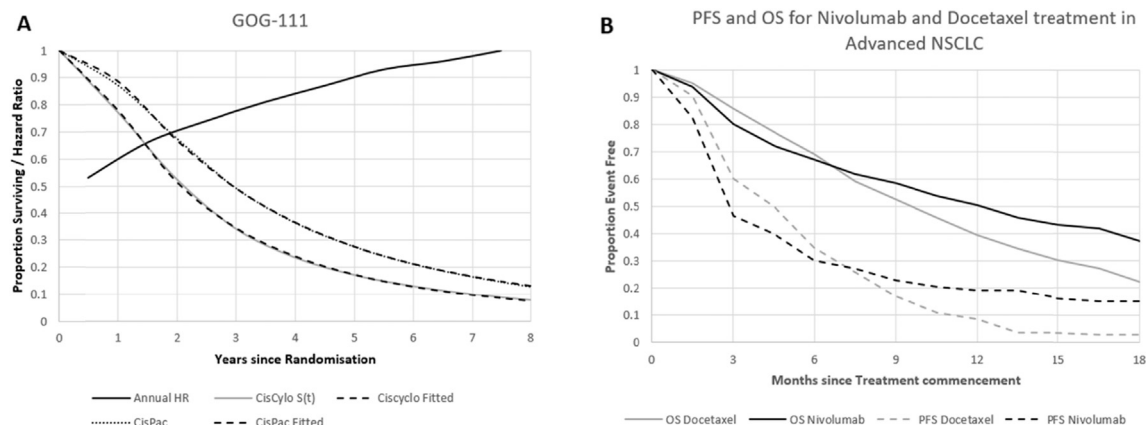 A
GOG-111
Proportion Surviving / Hazard Ratio
1
0.9
0.8
0.7
0.6
0.5
0.4
0.3
0.2
0.1
0
0 1 2 3 4 5 6 7 8
Years since Randomisation
Annual HR CisCylo S(t) Ciscyclo Fitted
CisPac CisPac Fitted
B
PFS and OS for Nivolumab and Docetaxel treatment in
Advanced NSCLC
Proportion Event Free
1
0.9
0.8
0.7
0.6
0.5
0.4
0.3
0.2
0.1
0
0 3 6 9 12 15 18
Months since Treatment commencement
OS Docetaxel OS Nivolumab PFS Docetaxel PFS Nivolumab